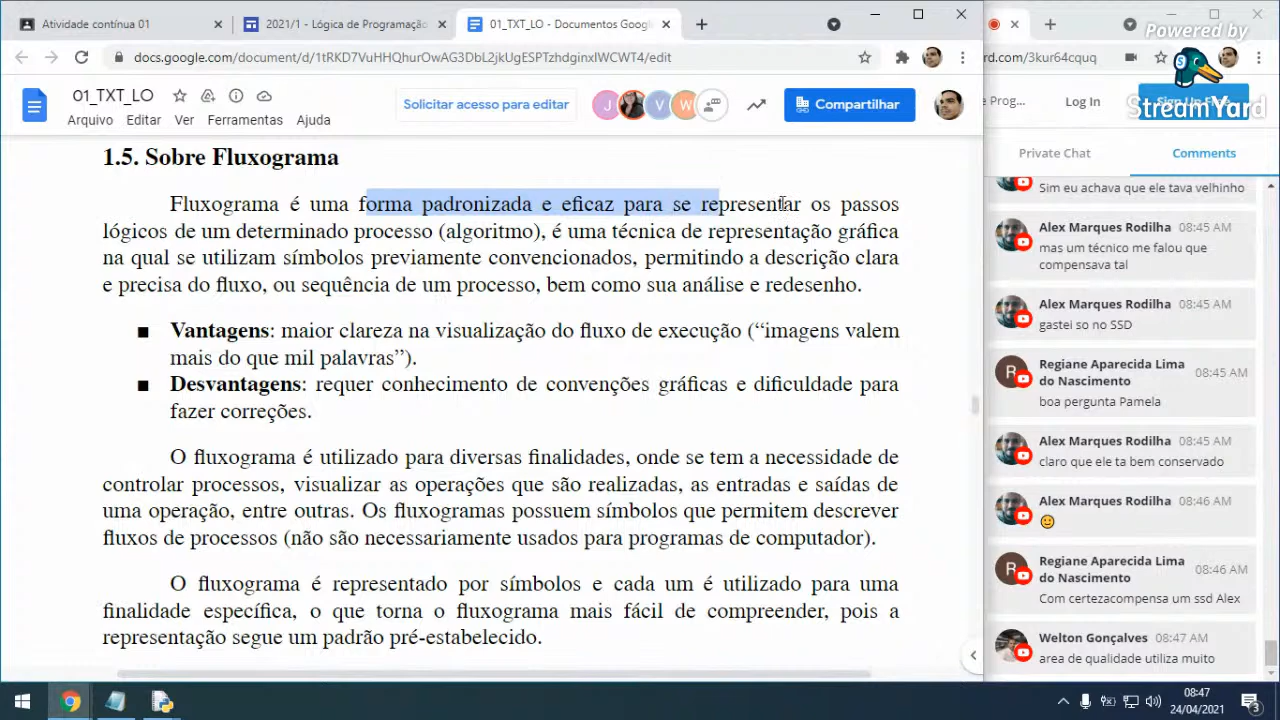 Atividade contínua 01
2021/1 - Lógica de Programação
01_TXT_LO - Documentos Goog
docs.google.com/document/d/1tRKD7VuHHQhurOwAG3DbL2ikUgESPTzhdginxlWCWT4/edit
rd.com/3kur64cquq
Powered by
StreamYard
01_TXT_LO
Arquivo Editar Ver Ferramentas Ajuda
Solicitar acesso para editar
J V W
Compartilhar
Prog... Log In
Private Chat Comments
1.5. Sobre Fluxograma
Fluxograma é uma forma padronizada e eficaz para se representar os passos
lógicos de um determinado processo (algoritmo), é uma técnica de representação gráfica
na qual se utilizam símbolos previamente convencionados, permitindo a descrição clara
e precisa do fluxo, ou sequência de um processo, bem como sua análise e redesenho.
■ Vantagens: maior clareza na visualização do fluxo de execução (“imagens valem
mais do que mil palavras”).
■ Desvantagens: requer conhecimento de convenções gráficas e dificuldade para
fazer correções.
O fluxograma é utilizado para diversas finalidades, onde se tem a necessidade de
controlar processos, visualizar as operações que são realizadas, as entradas e saídas de
uma operação, entre outras. Os fluxogramas possuem símbolos que permitem descrever
fluxos de processos (não são necessariamente usados para programas de computador).
O fluxograma é representado por símbolos e cada um é utilizado para uma
finalidade específica, o que torna o fluxograma mais fácil de compreender, pois a
representação segue um padrão pré-estabelecido.
Sim eu achava que ele tava velhinho
Alex Marques Rodilha 08:45 AM
mas um técnico me falou que
compensava tal
Alex Marques Rodilha 08:45 AM
gastei so no SSD
R
Regiane Aparecida Lima
do Nascimento 08:45 AM
boa pergunta Pamela
Alex Marques Rodilha 08:45 AM
claro que ele ta bem conservado
Alex Marques Rodilha 08:46 AM
R
Regiane Aparecida Lima
do Nascimento 08:46 AM
Com certezacompensa um ssd Alex
Welton Gonçalves 08:47 AM
area de qualidade utiliza muito
08:47
24/04/2021
3